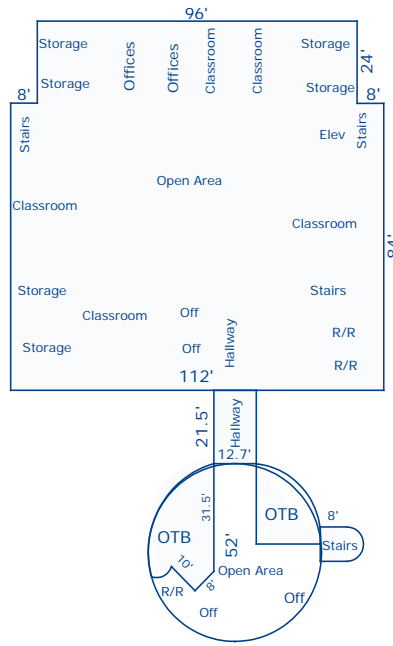 96'
Storage
Offices
Offices
Classroom
Classroom
Storage
24'
Storage
Storage
8'
8'
Stairs
Elev
Stairs
Open Area
Classroom
Classroom
84'
Storage
Stairs
Classroom
Off
Hallway
R/R
Storage
Off
R/R
112'
21.5'
Hallway
12.7'
31.5'
OTB
8'
OTB
52'
Stairs
10'
Open Area
8'
R/R
Off
Off